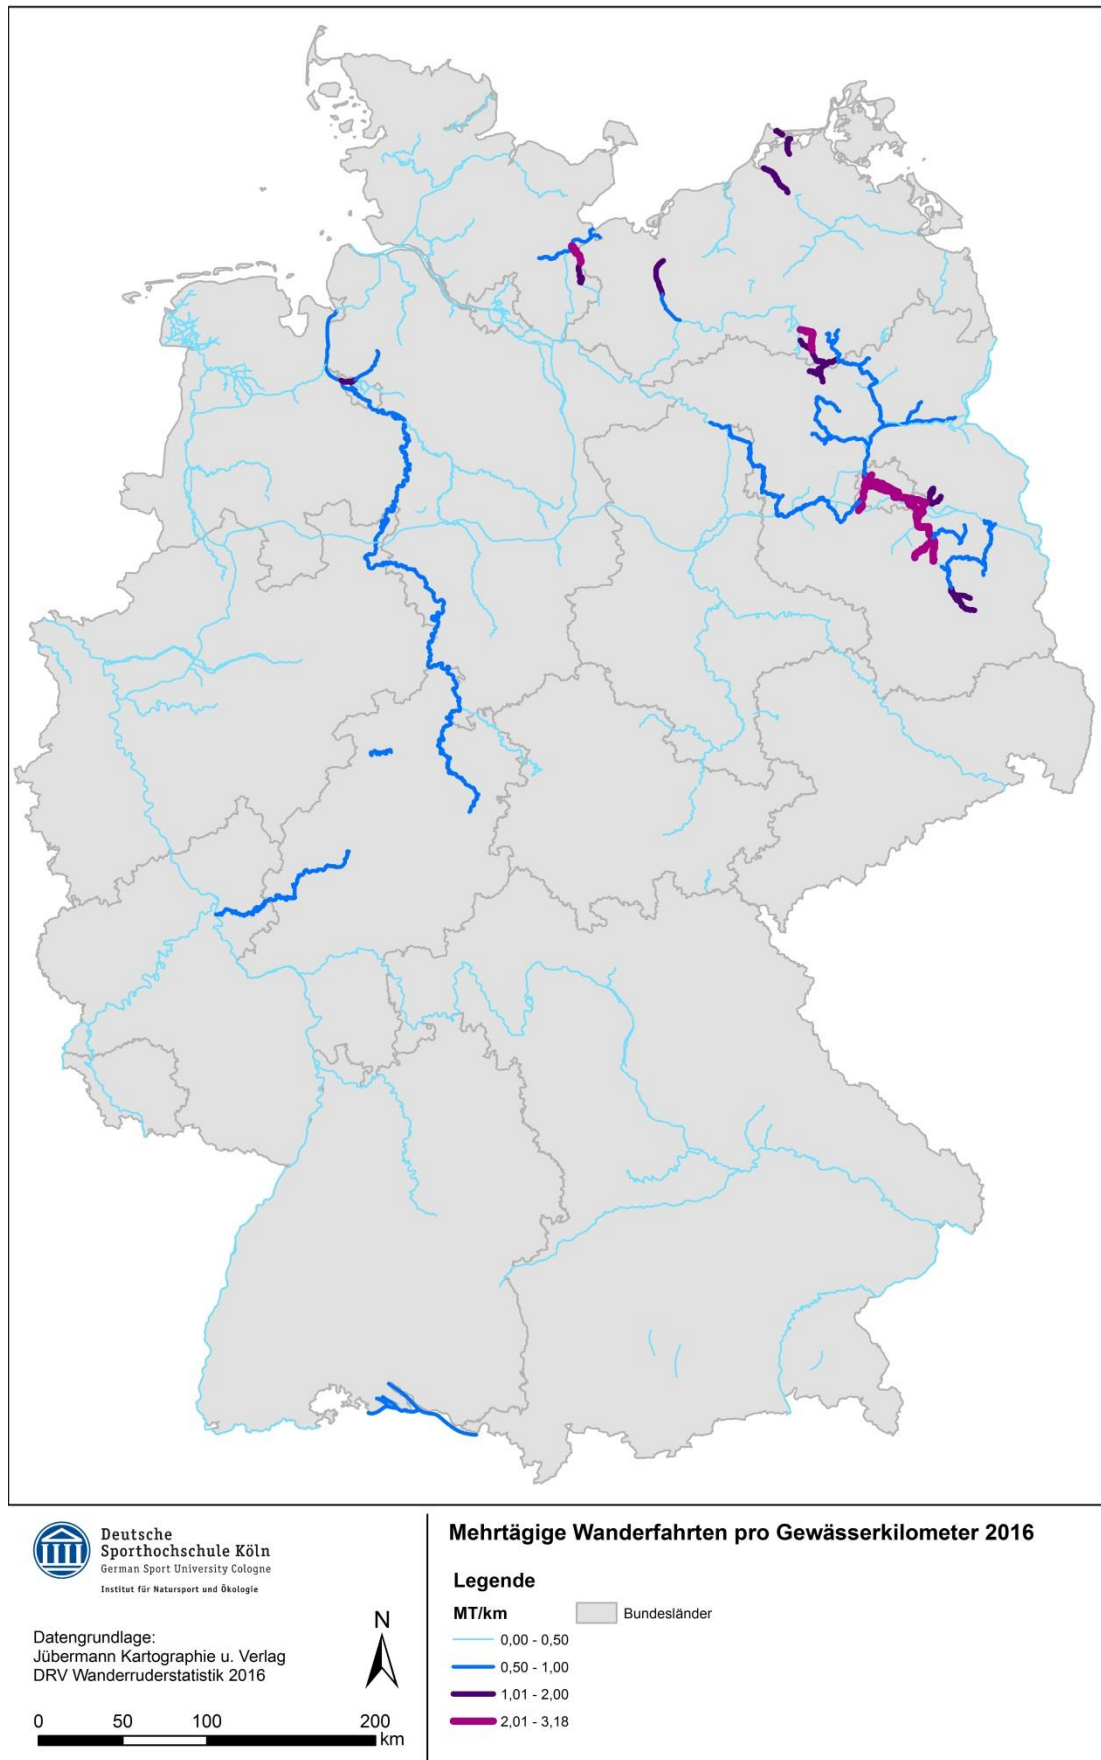 Deutsche
Sporthochschule Köln
German Sport University Cologne
Institut für Natursport und Ökologie
Datengrundlage:
Jübermann Kartographie u. Verlag
DRV Wanderruderstatistik 2016
N
0 50 100 200
km
Mehrtägige Wanderfahrten pro Gewässerkilometer 2016
Legende
MT/km Bundesländer
0,00 - 0,50
0,50 - 1,00
1,01 - 2,00
2,01 - 3,18